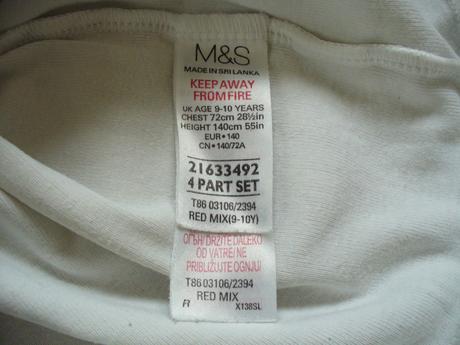 M&S
MADE IN SRI LANKA
KEEP AWAY
FROM FIRE
UK AGE 9-10 YEARS
CHEST 72cm 28½in
HEIGHT 140cm 55in
EUR•140
CN•140/72A
21633492
4 PART SET
T86 03106/2394
RED MIX(9-10Y)
ОГЪН/DRŽITE DALEKO
OD VATRE/NE
PRIBLIŽUJTE OGNJU/
T86 03106/2394
RED MIX
R X138SL